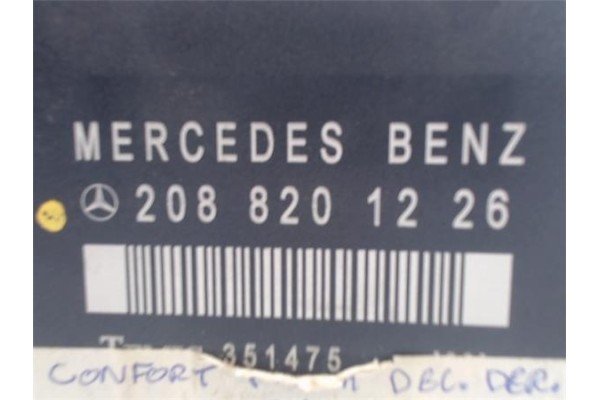 MERCEDES BENZ
208 820 12 26
351475
CONFORT DEL. DER.